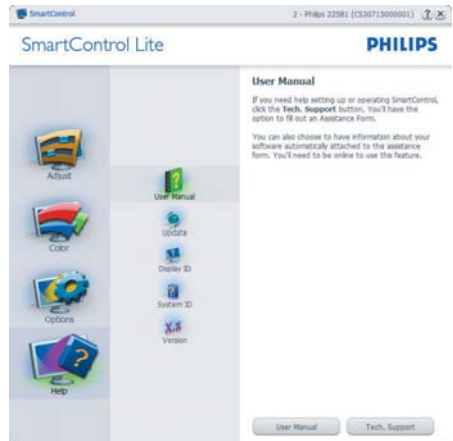 SmartControl
2 - Philips 225B1 (CS30715000001)
SmartControl Lite
PHILIPS
Adjust
Color
Options
Help
User Manual
Update
Display ID
System ID
X.x
Version
User Manual
If you need help setting up or operating SmartControl,
click the Tech. Support button. You'll have the
option to fill out an Assistance Form.
You can also choose to have information about your
software automatically attached to the assistance
form. You'll need to be online to use this feature.
User Manual
Tech. Support